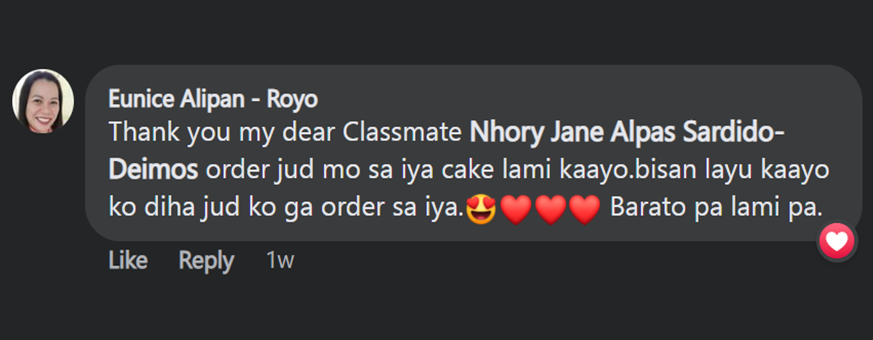 Eunice Alipan - Royo
Thank you my dear Classmate Nhory Jane Alpas Sardido-
Deimos order jud mo sa iya cake lami kaayo.bisan layu kaayo
ko diha jud ko ga order sa iya.😍❤️❤️❤️ Barato pa lami pa.
Like Reply 1w